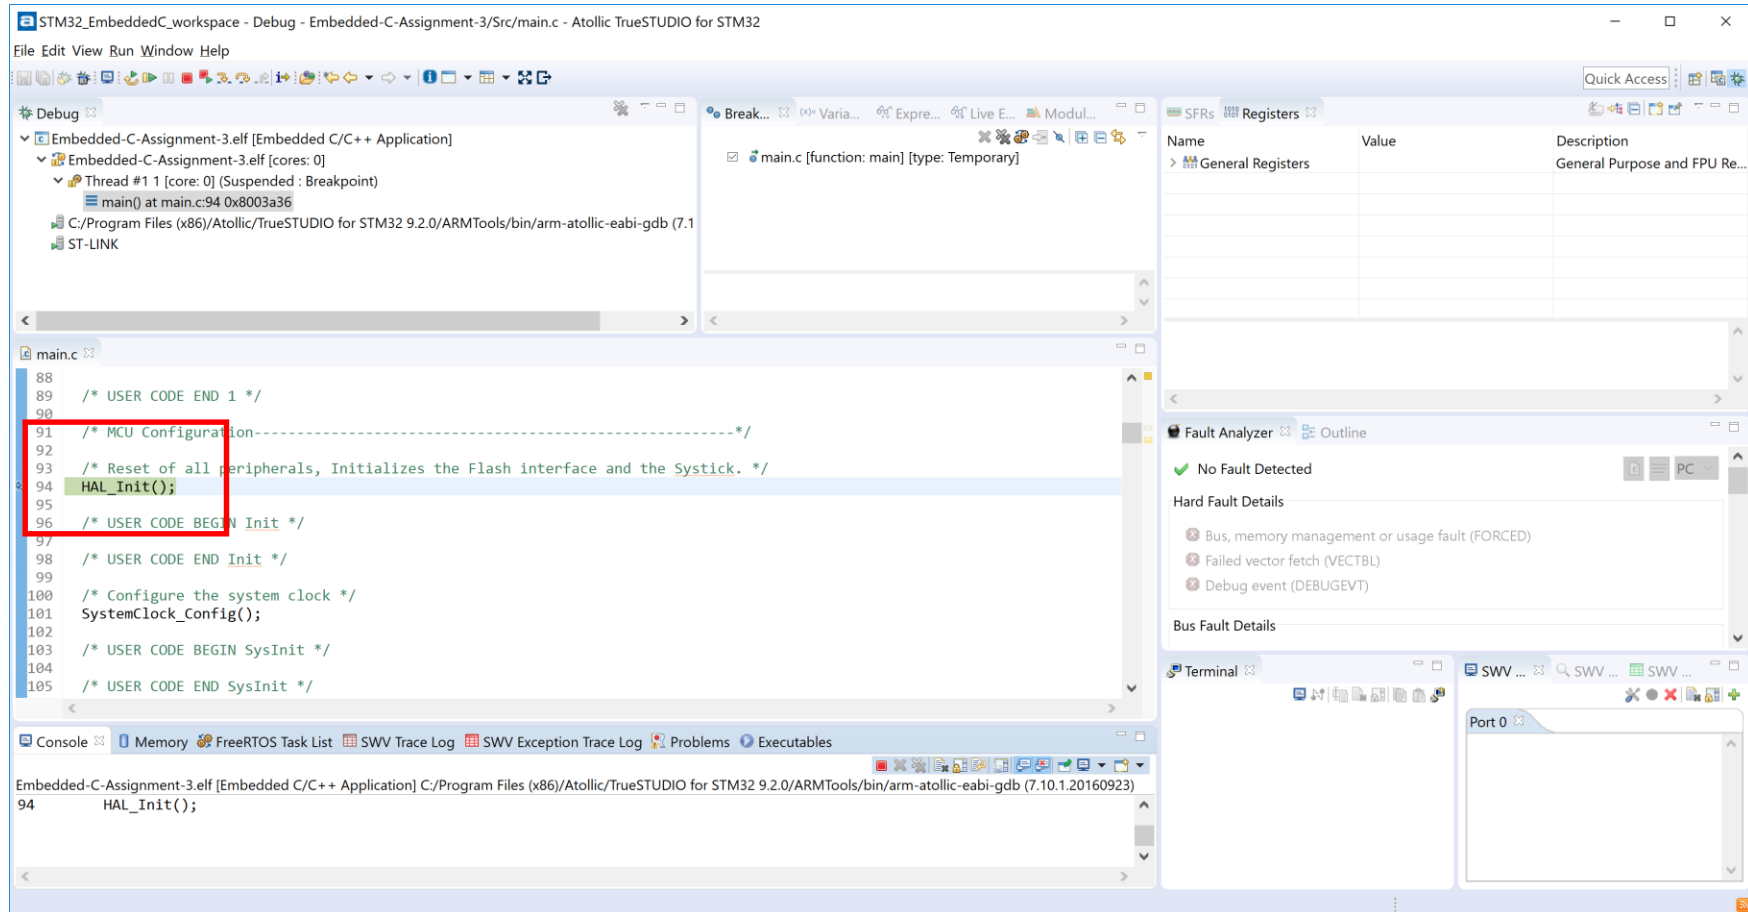 STM32_EmbeddedC_workspace - Debug - Embedded-C-Assignment-3/Src/main.c - Atollic TrueSTUDIO for STM32
File Edit View Run Window Help
Quick Access
Debug
Embedded-C-Assignment-3.elf [Embedded C/C++ Application]
Embedded-C-Assignment-3.elf [cores: 0]
Thread #1 1 [core: 0] (Suspended : Breakpoint)
main() at main.c:94 0x8003a36
C:/Program Files (x86)/Atollic/TrueSTUDIO for STM32 9.2.0/ARMTools/bin/arm-atollic-eabi-gdb (7.1
ST-LINK
Break... (x)= Varia... Expre... Live E... Modul...
main.c [function: main] [type: Temporary]
SFRs Registers
Name Value Description
General Registers General Purpose and FPU Re...
main.c
88
89 /* USER CODE END 1 */
90
91 /* MCU Configuration--------------------------------------------------------*/
92
93 /* Reset of all peripherals, Initializes the Flash interface and the Systick. */
94 HAL_Init();
95
96 /* USER CODE BEGIN Init */
97
98 /* USER CODE END Init */
99
100 /* Configure the system clock */
101 SystemClock_Config();
102
103 /* USER CODE BEGIN SysInit */
104
105 /* USER CODE END SysInit */
Fault Analyzer Outline
No Fault Detected
PC
Hard Fault Details
Bus, memory management or usage fault (FORCED)
Failed vector fetch (VECTBL)
Debug event (DEBUGEVT)
Bus Fault Details
Terminal
SWV ... SWV ... SWV ...
Port 0
Console Memory FreeRTOS Task List SWV Trace Log SWV Exception Trace Log Problems Executables
Embedded-C-Assignment-3.elf [Embedded C/C++ Application] C:/Program Files (x86)/Atollic/TrueSTUDIO for STM32 9.2.0/ARMTools/bin/arm-atollic-eabi-gdb (7.10.1.20160923)
94 HAL_Init();